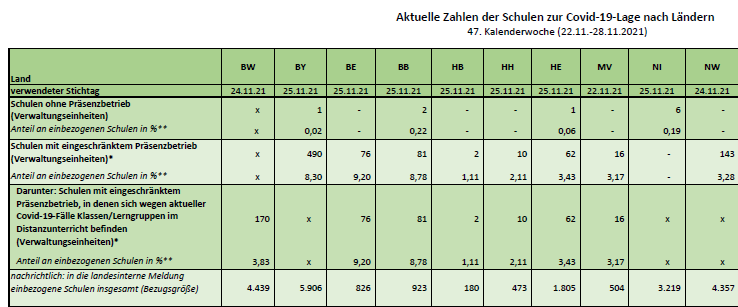 Aktuelle Zahlen der Schulen zur Covid-19-Lage nach Ländern
47. Kalenderwoche (22.11.-28.11.2021)
Land BW BY BE BB HB HH HE MV NI NW
verwendeter Stichtag 24.11.21 25.11.21 25.11.21 25.11.21 25.11.21 25.11.21 25.11.21 22.11.21 25.11.21 24.11.21
Schulen ohne Präsenzbetrieb
(Verwaltungseinheiten) x 1 - 2 - - 1 - 6 -
Anteil an einbezogenen Schulen in %** x 0,02 - 0,22 - - 0,06 - 0,19 -
Schulen mit eingeschränktem Präsenzbetrieb
(Verwaltungseinheiten)* x 490 76 81 2 10 62 16 - 143
Anteil an einbezogenen Schulen in %** x 8,30 9,20 8,78 1,11 2,11 3,43 3,17 - 3,28
Darunter: Schulen mit eingeschränktem
Präsenzbetrieb, in denen sich wegen aktueller
Covid-19-Fälle Klassen/Lerngruppen im
Distanzunterricht befinden
(Verwaltungseinheiten)* 170 x 76 81 2 10 62 16 x x
Anteil an einbezogenen Schulen in %** 3,83 x 9,20 8,78 1,11 2,11 3,43 3,17 x x
nachrichtlich: in die landesinterne Meldung
einbezogene Schulen insgesamt (Bezugsgröße) 4.439 5.906 826 923 180 473 1.805 504 3.219 4.357